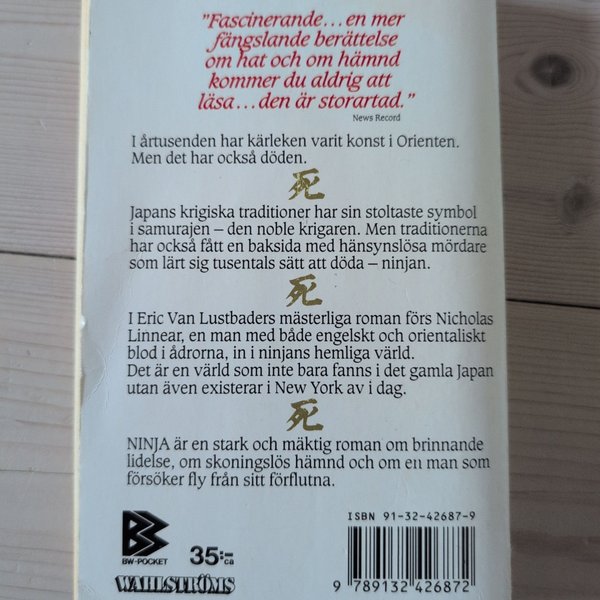 ”Fascinerande...en mer
fängslande berättelse
om hat och om hämnd
kommer du aldrig att
läsa...den är storartad.”
News Record
I årtusenden har kärleken varit konst i Orienten.
Men det har också döden.
死
Japans krigiska traditioner har sin stoltaste symbol
i samurajen – den noble krigaren. Men traditionerna
har också fått en baksida med hänsynslösa mördare
som lärt sig tusentals sätt att döda – ninjan.
死
I Eric Van Lustbaders mästerliga roman förs Nicholas
Linnear, en man med både engelskt och orientaliskt
blod i ådrorna, in i ninjans hemliga värld.
Det är en värld som inte bara fanns i det gamla Japan
utan även existerar i New York av i dag.
死
NINJA är en stark och mäktig roman om brinnande
lidelse, om skoningslös hämnd och om en man som
försöker fly från sitt förflutna.
ISBN 91-32-42687-9
BW-POCKET
35:- ca
WAHLSTRÖMS
9 789132 426872